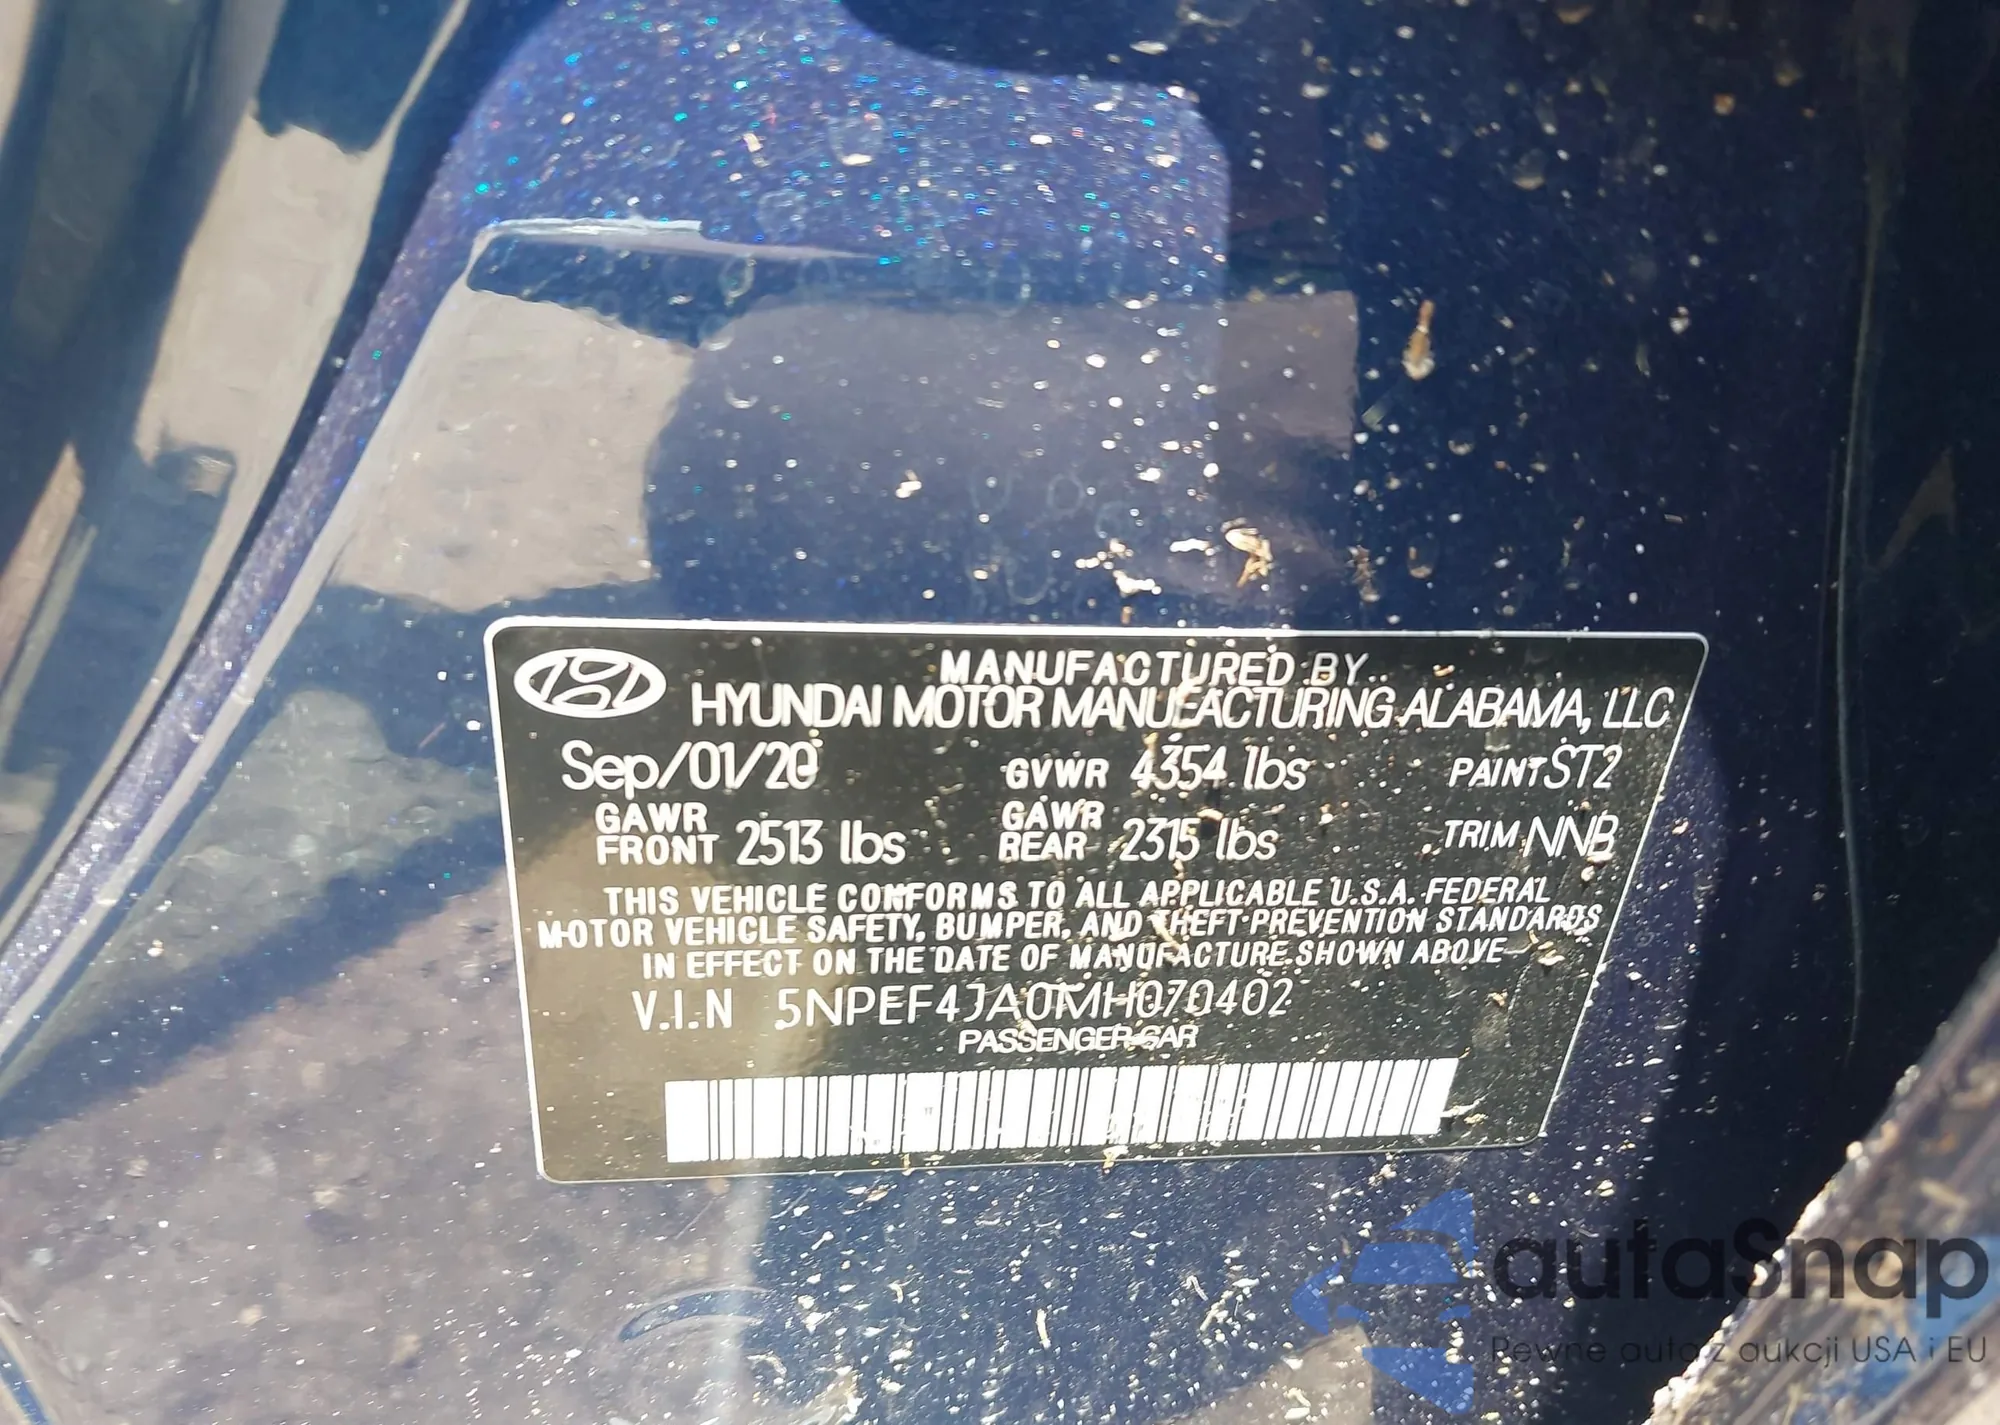 MANUFACTURED BY
HYUNDAI MOTOR MANUFACTURING ALABAMA, LLC
Sep/01/20 GVWR 4354 lbs PAINT ST2
GAWR FRONT 2513 lbs GAWR REAR 2315 lbs TRIM NNB
THIS VEHICLE CONFORMS TO ALL APPLICABLE U.S.A. FEDERAL
MOTOR VEHICLE SAFETY, BUMPER, AND THEFT PREVENTION STANDARDS
IN EFFECT ON THE DATE OF MANUFACTURE SHOWN ABOVE
V.I.N 5NPEF4JA0MH070402
PASSENGER CAR
autaSnap
Pewne auta z aukcji USA i EU